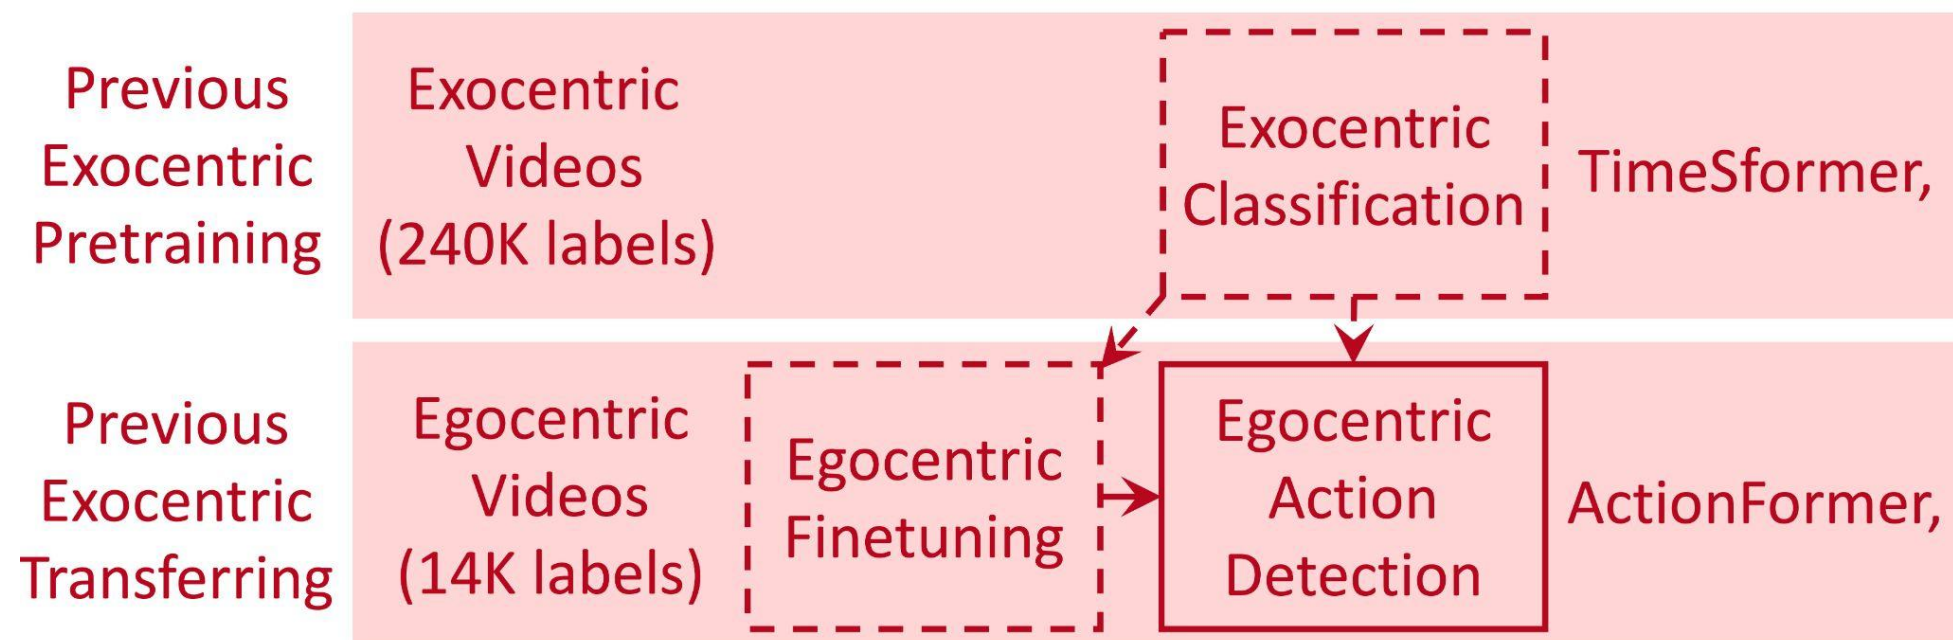 Previous
Exocentric
Pretraining
Exocentric
Videos
(240K labels)
Exocentric
Classification
TimeSformer,
Previous
Exocentric
Transferring
Egocentric
Videos
(14K labels)
Egocentric
Finetuning
Egocentric
Action
Detection
ActionFormer,